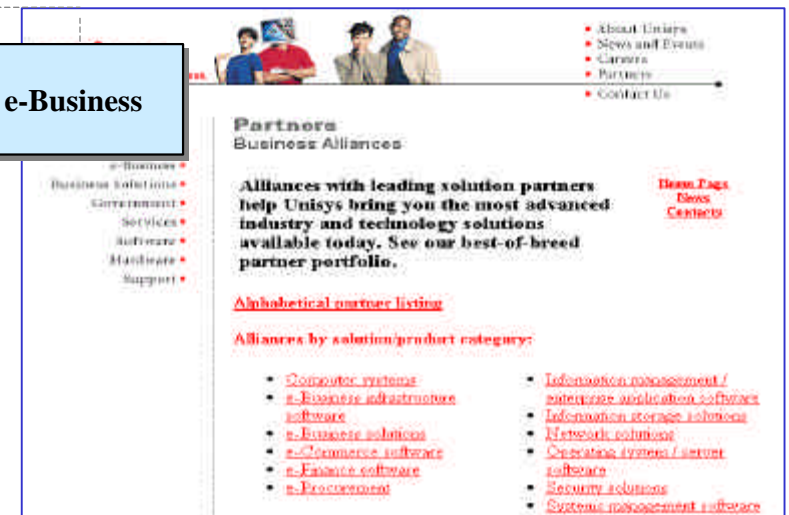 • About Unisys
• News and Events
• Careers
• Partners
• Contact Us
e-Business
Partners
Business Alliances
e-Business •
Business Solutions •
Government •
Services •
Software •
Hardware •
Support •
Alliances with leading solution partners
help Unisys bring you the most advanced
industry and technology solutions
available today. See our best-of-breed
partner portfolio.
Home Page
News
Contacts
Alphabetical partner listing
Alliances by solution/product category:
• Computer systems
• e-Business infrastructure
software
• e-Business solutions
• e-Commerce software
• e-Finance software
• e-Procurement
• Information management /
enterprise application software
• Information storage solutions
• Network solutions
• Operating system / server
software
• Security solutions
• Systems management software